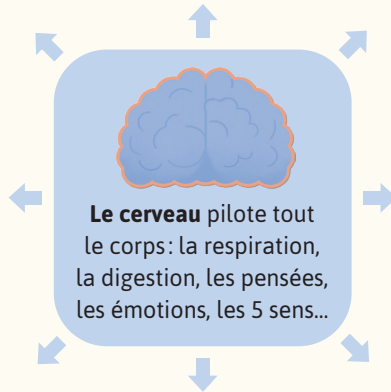 Le cerveau pilote tout
le corps : la respiration,
la digestion, les pensées,
les émotions, les 5 sens...